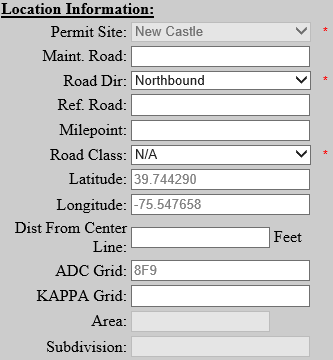 Location Information:
Permit Site: New Castle *
Maint. Road:
Road Dir: Northbound *
Ref. Road:
Milepoint:
Road Class: N/A *
Latitude: 39.744290
Longitude: -75.547658
Dist From Center
Line: Feet
ADC Grid: 8F9
KAPPA Grid:
Area:
Subdivision: